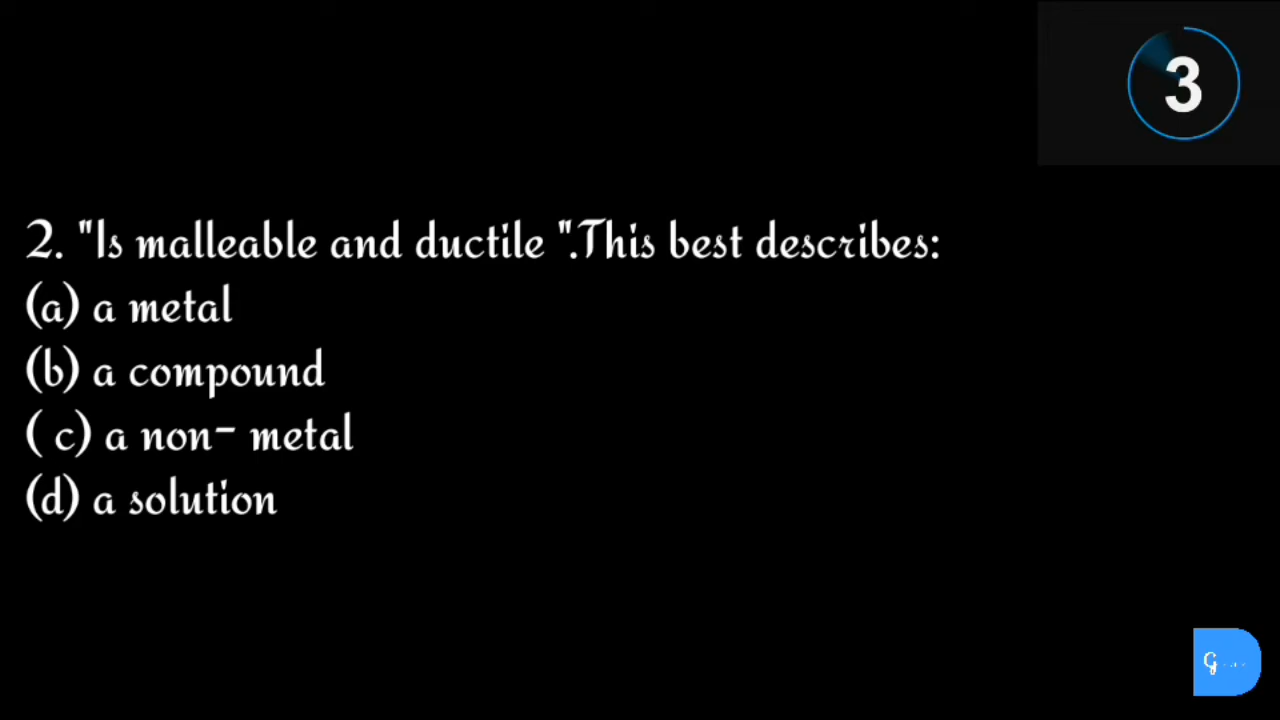 3
2. "Is malleable and ductile ".This best describes:
(a) a metal
(b) a compound
( c) a non- metal
(d) a solution